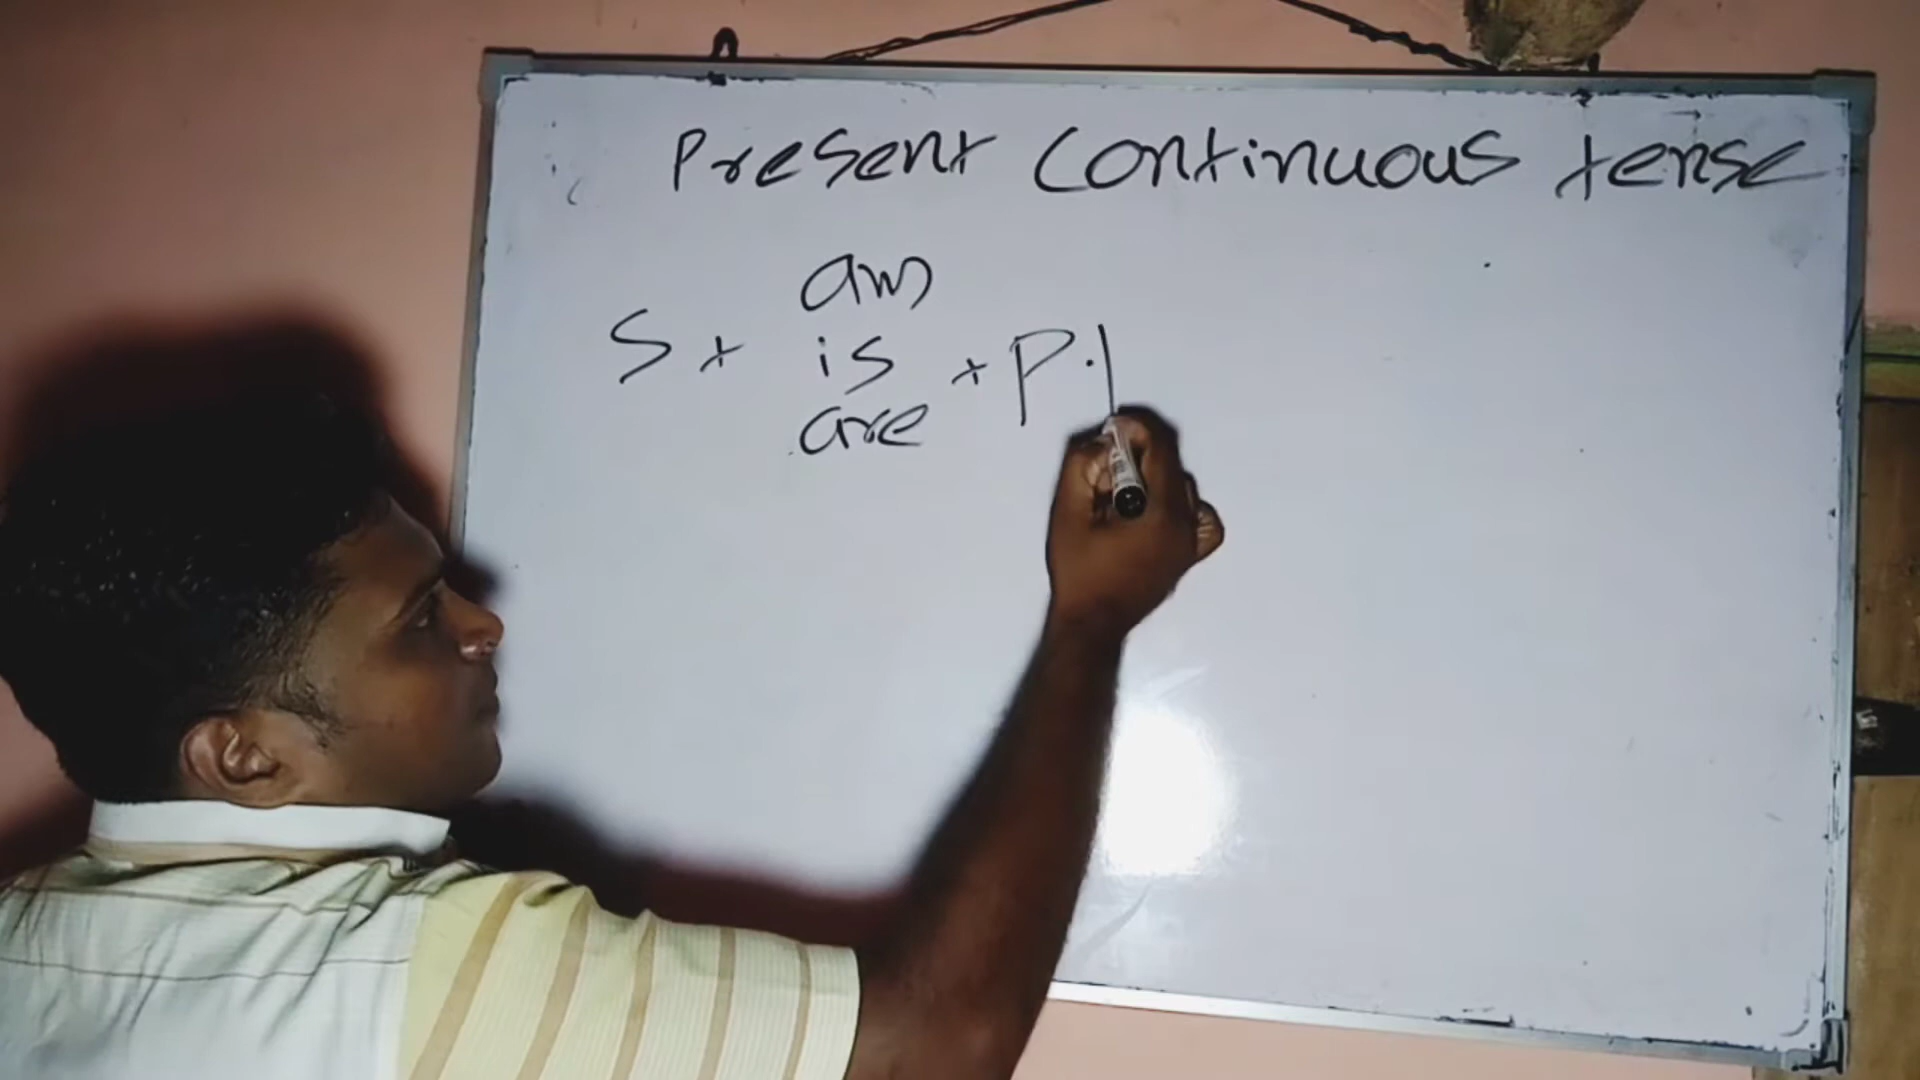 Present Continuous tense
am
S + is + P.
are